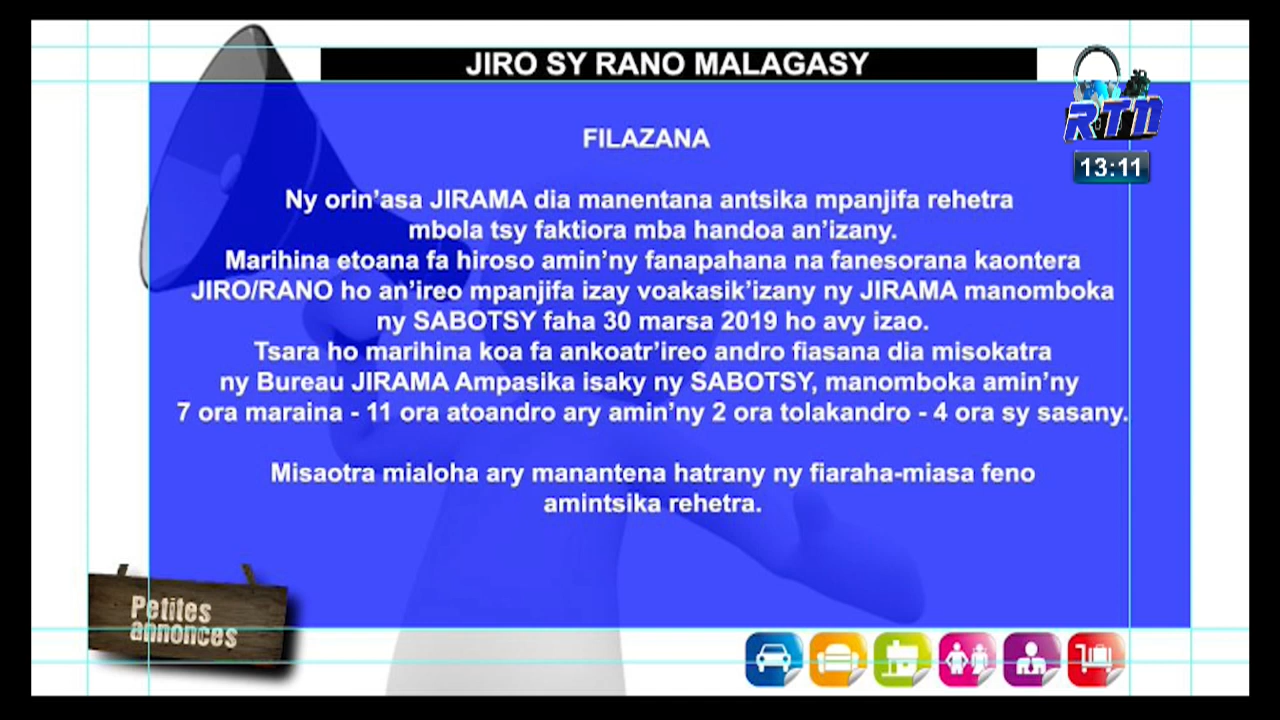 JIRO SY RANO MALAGASY
RTN
13:11
FILAZANA
Ny orin'asa JIRAMA dia manentana antsika mpanjifa rehetra
mbola tsy faktiora mba handoa an'izany.
Marihina etoana fa hiroso amin'ny fanapahana na fanesorana kaontera
JIRO/RANO ho an'ireo mpanjifa izay voakasik'izany ny JIRAMA manomboka
ny SABOTSY faha 30 marsa 2019 ho avy izao.
Tsara ho marihina koa fa ankoatr'ireo andro fiasana dia misokatra
ny Bureau JIRAMA Ampasika isaky ny SABOTSY, manomboka amin'ny
7 ora maraina - 11 ora atoandro ary amin'ny 2 ora tolakandro - 4 ora sy sasany.
Misaotra mialoha ary manantena hatrany ny fiaraha-miasa feno
amintsika rehetra.
Petites
annonces